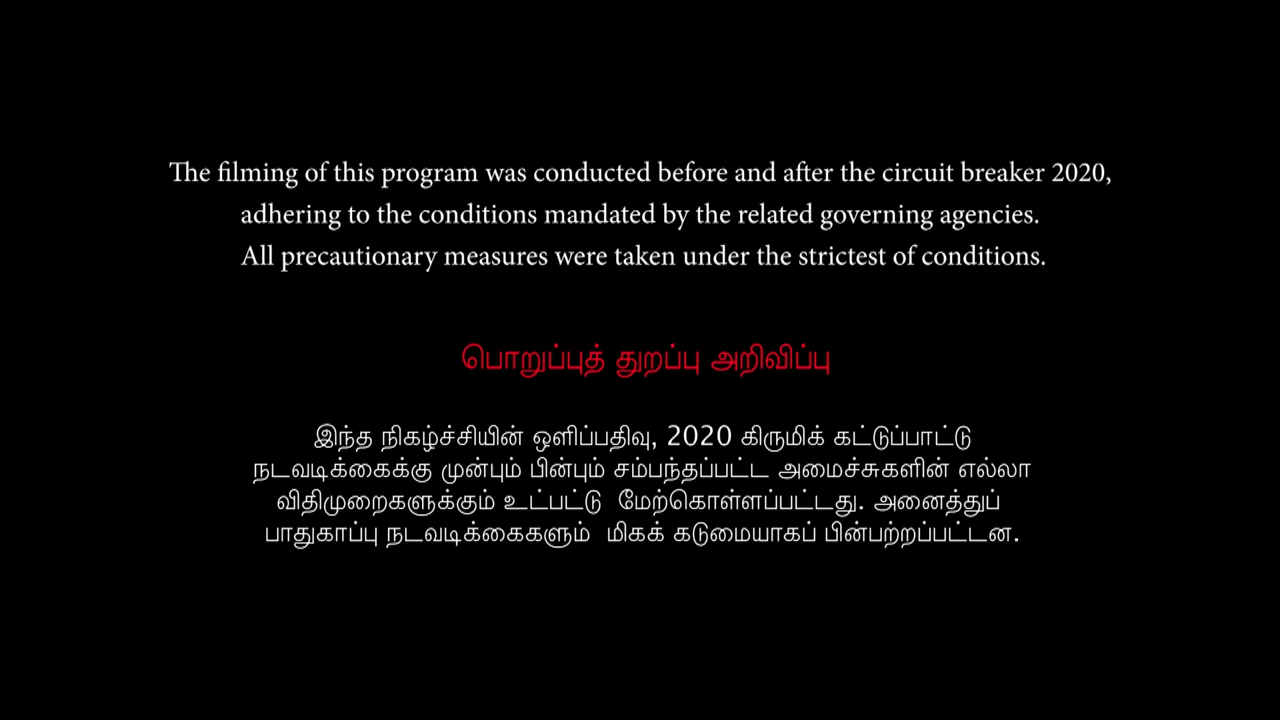 The filming of this program was conducted before and after the circuit breaker 2020,
adhering to the conditions mandated by the related governing agencies.
All precautionary measures were taken under the strictest of conditions.
பொறுப்புத் துறப்பு அறிவிப்பு
இந்த நிகழ்ச்சியின் ஒளிப்பதிவு, 2020 கிருமிக் கட்டுப்பாட்டு
நடவடிக்கைக்கு முன்பும் பின்பும் சம்பந்தப்பட்ட அமைச்சுகளின் எல்லா
விதிமுறைகளுக்கும் உட்பட்டு மேற்கொள்ளப்பட்டது. அனைத்துப்
பாதுகாப்பு நடவடிக்கைகளும் மிகக் கடுமையாகப் பின்பற்றப்பட்டன.